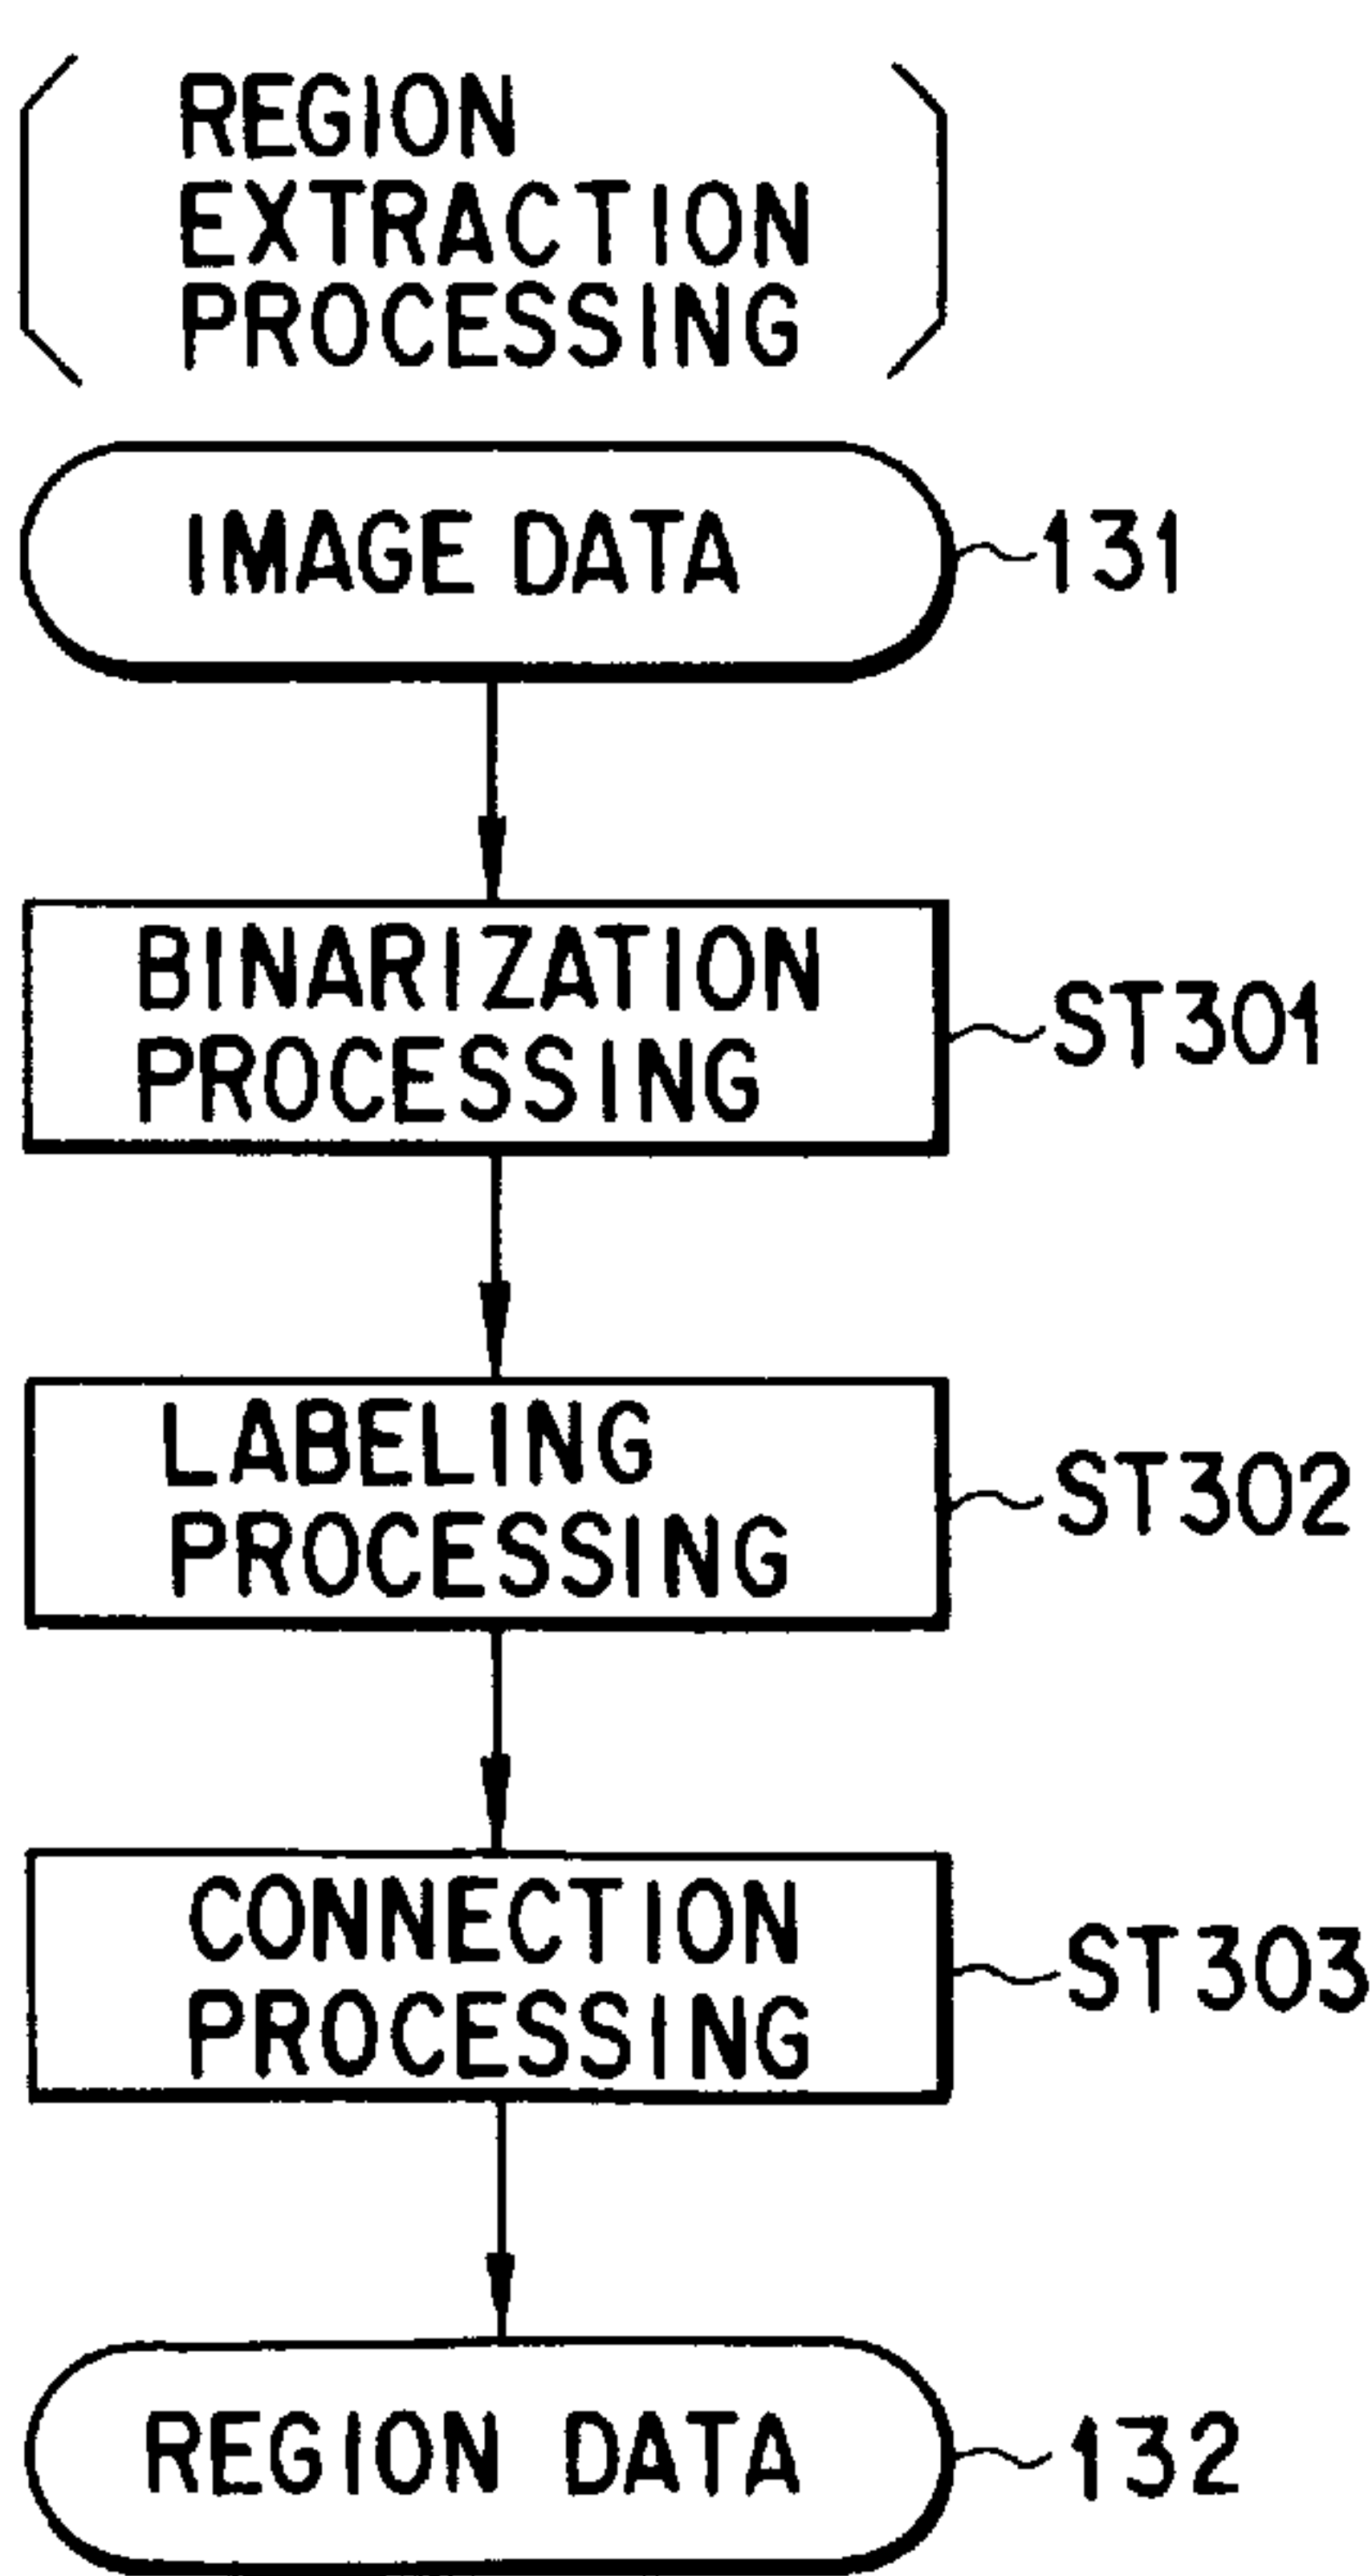 REGION
EXTRACTION
PROCESSING
IMAGE DATA
131
BINARIZATION
PROCESSING
ST301
LABELING
PROCESSING
ST302
CONNECTION
PROCESSING
ST303
REGION DATA
132